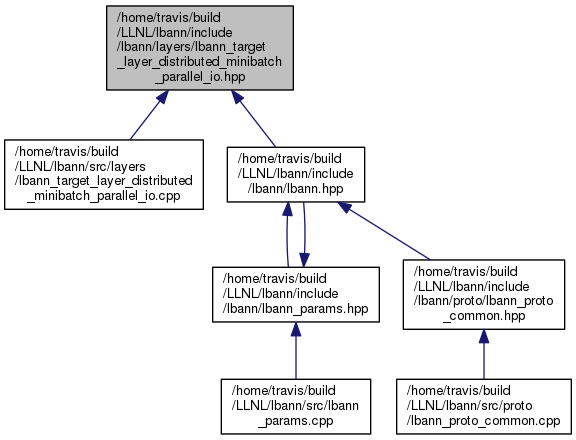 /home/travis/build
/LLNL/lbann/include
/lbann/layers/lbann_target
_layer_distributed_minibatch
_parallel_io.hpp
/home/travis/build
/LLNL/lbann/src/layers
/lbann_target_layer_distributed
_minibatch_parallel_io.cpp
/home/travis/build
/LLNL/lbann/include
/lbann/lbann.hpp
/home/travis/build
/LLNL/lbann/include
/lbann/lbann_params.hpp
/home/travis/build
/LLNL/lbann/include
/lbann/proto/lbann_proto
_common.hpp
/home/travis/build
/LLNL/lbann/src/lbann
_params.cpp
/home/travis/build
/LLNL/lbann/src/proto
/lbann_proto_common.cpp